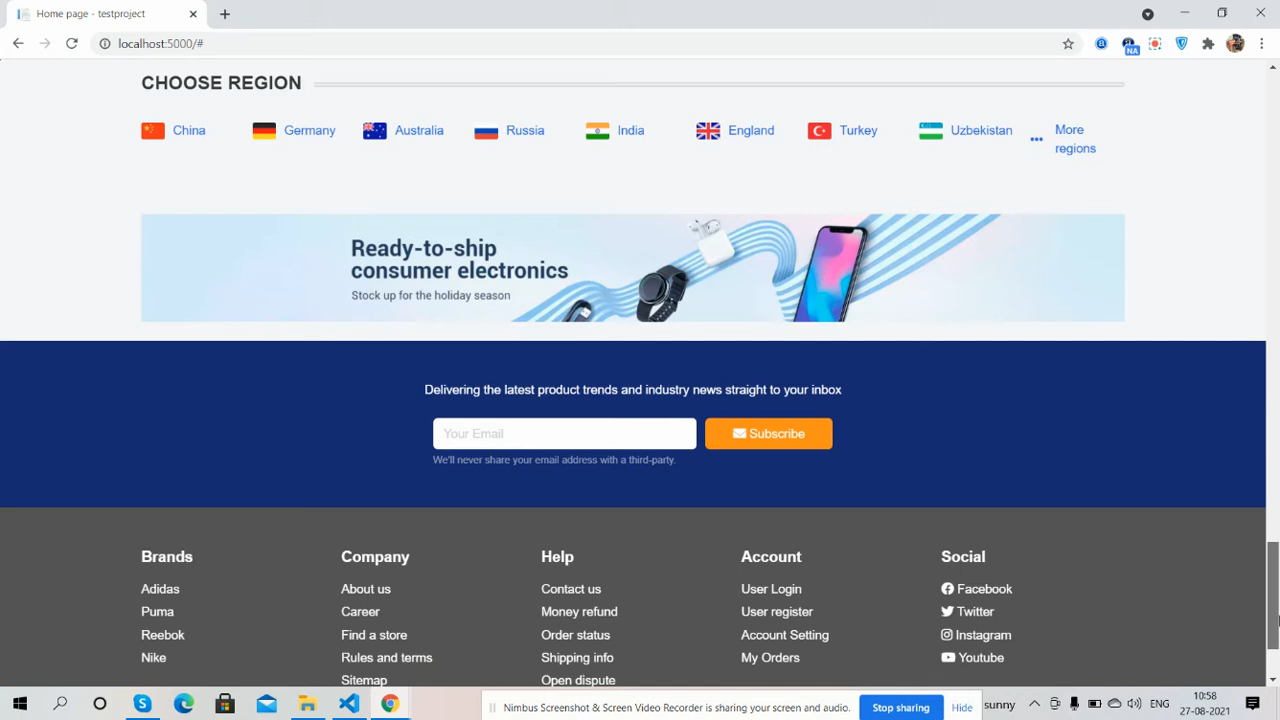 Home page - testproject
localhost:5000/#
NA
CHOOSE REGION
China
Germany
Australia
Russia
India
England
Turkey
Uzbekistan
More
regions
Ready-to-ship
consumer electronics
Stock up for the holiday season
Delivering the latest product trends and industry news straight to your inbox
Your Email
Subscribe
We'll never share your email address with a third-party.
Brands
Adidas
Puma
Reebok
Nike
Company
About us
Career
Find a store
Rules and terms
Sitemap
Help
Contact us
Money refund
Order status
Shipping info
Open dispute
Account
User Login
User register
Account Setting
My Orders
Social
Facebook
Twitter
Instagram
Youtube
Nimbus Screenshot & Screen Video Recorder is sharing your screen and audio.
Stop sharing
Hide
sunny
ENG
10:58
27-08-2021